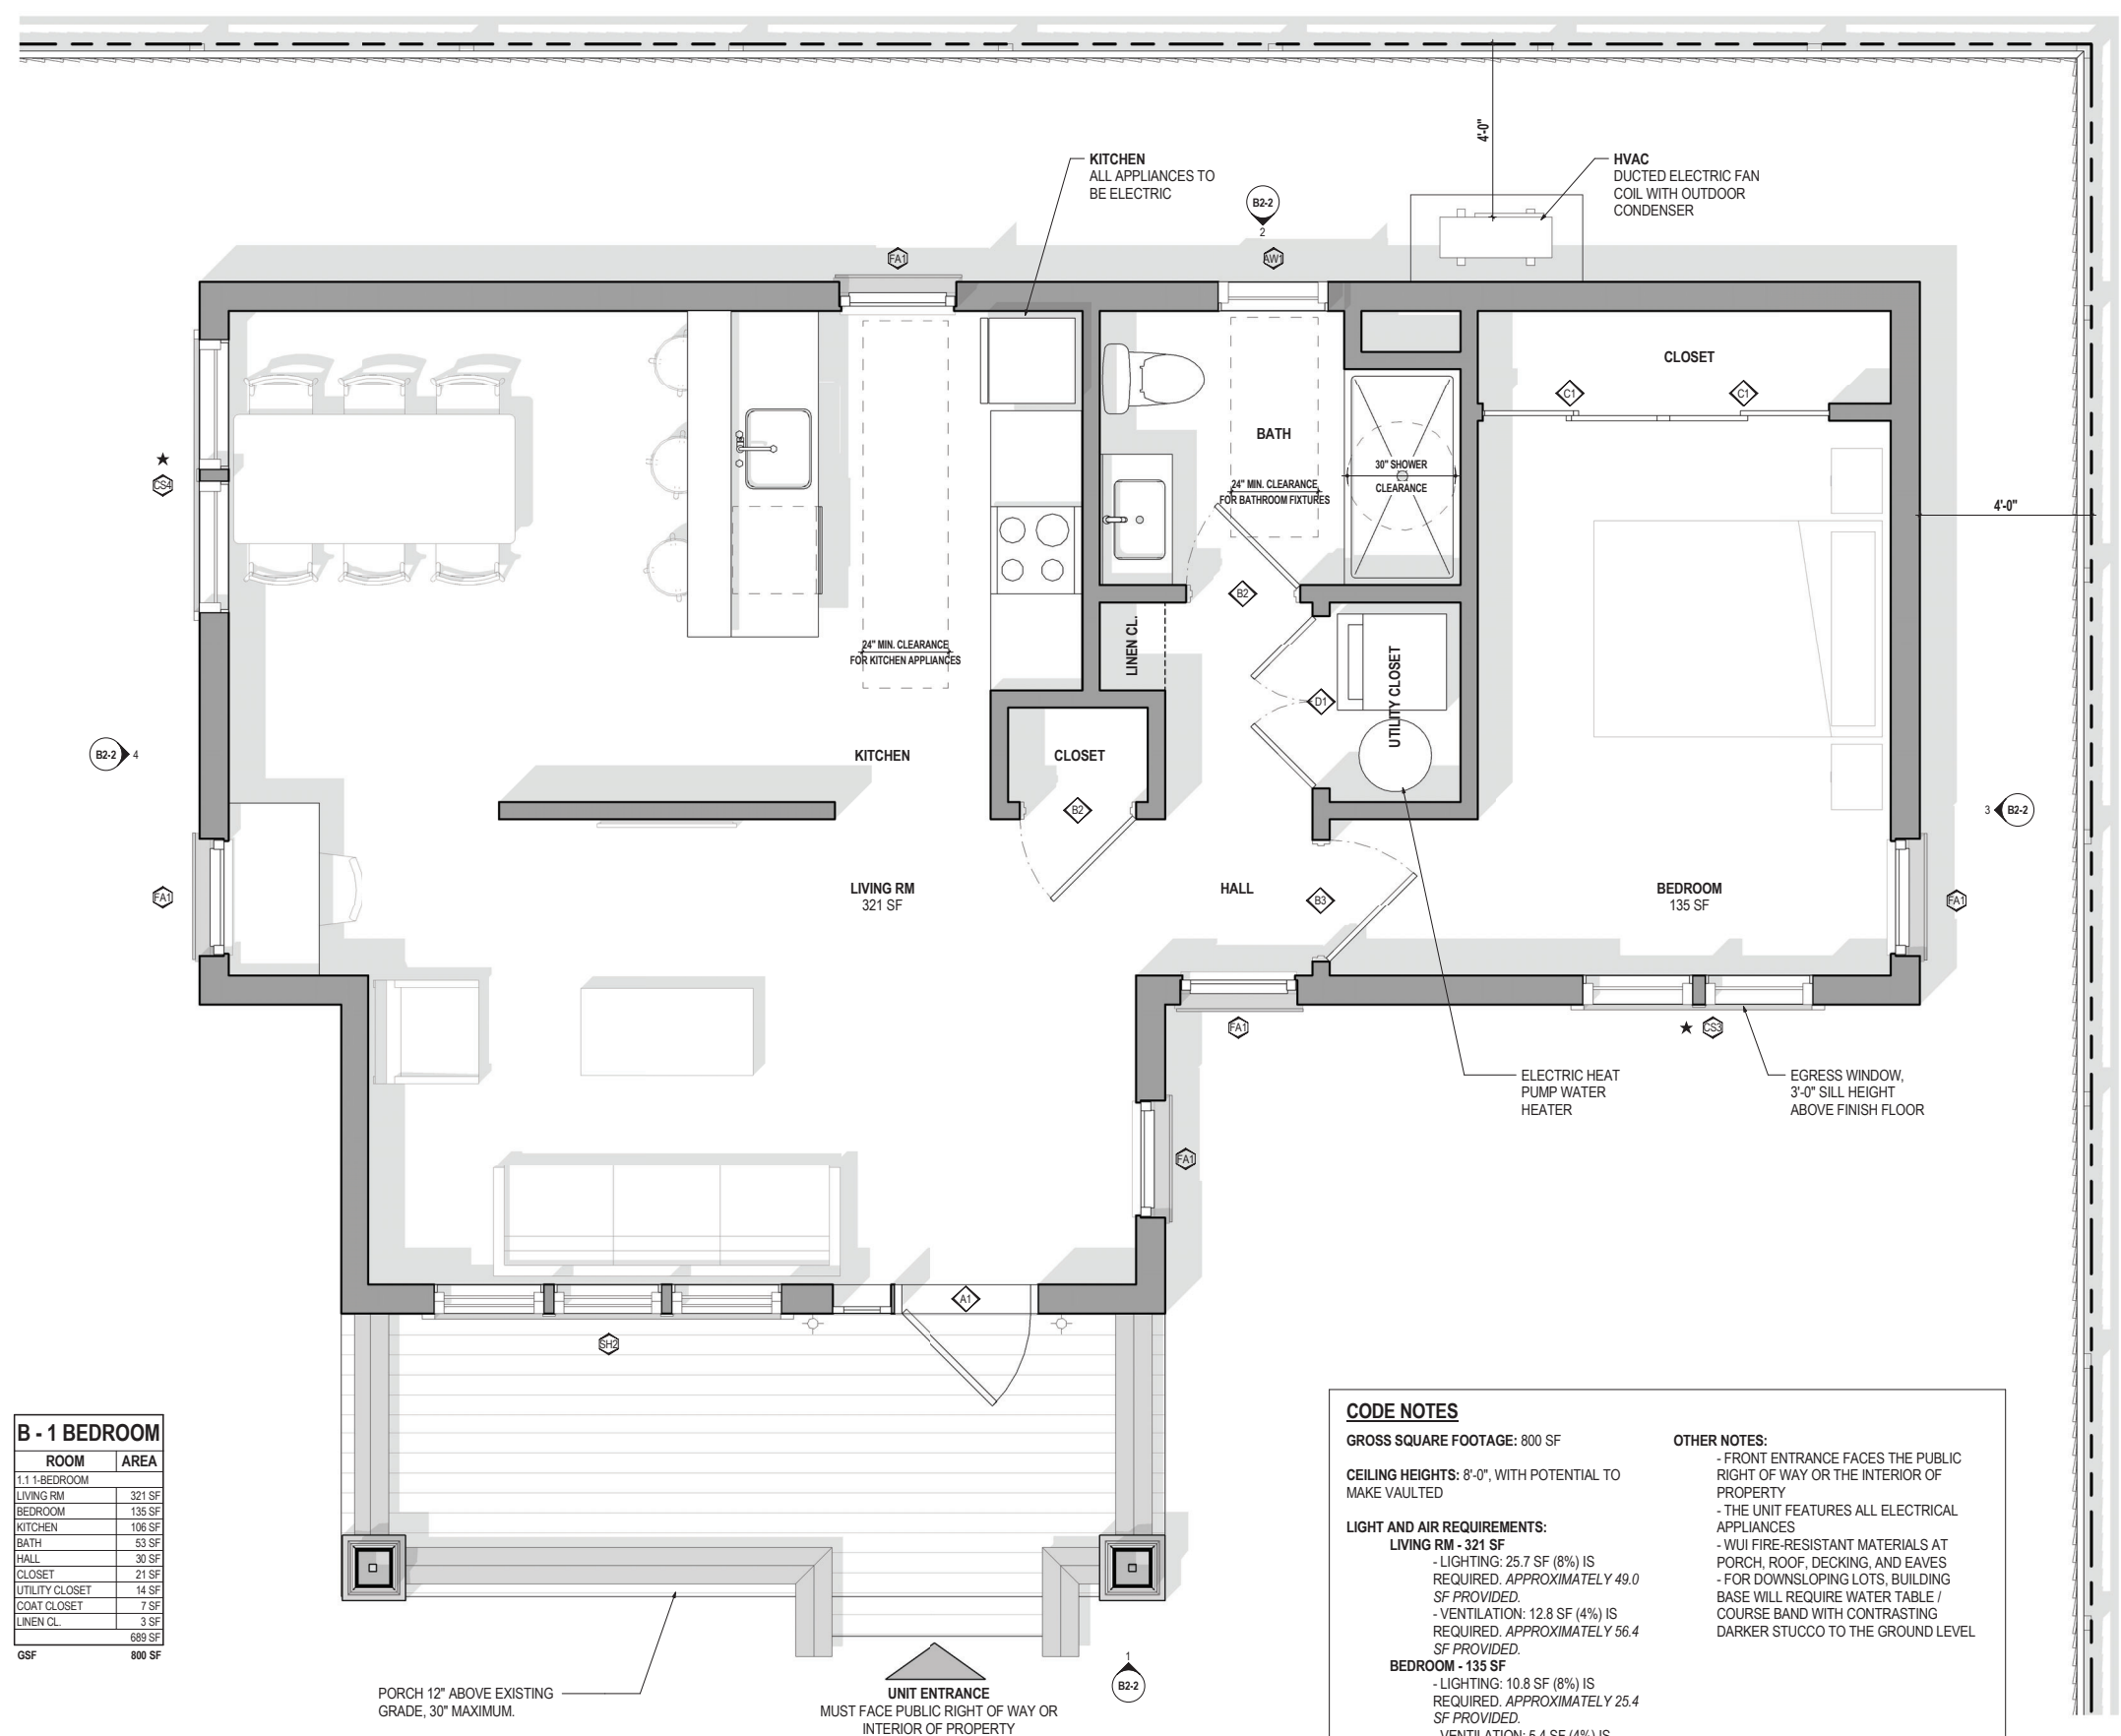 4'-0"
KITCHEN
ALL APPLIANCES TO
BE ELECTRIC
B2-2
2
HVAC
DUCTED ELECTRIC FAN
COIL WITH OUTDOOR
CONDENSER
FA1
AW1
CLOSET
C1
C1
BATH
★
CS4
30" SHOWER
CLEARANCE
24" MIN. CLEARANCE
FOR BATHROOM FIXTURES
4'-0"
B2
24" MIN. CLEARANCE
FOR KITCHEN APPLIANCES
LINEN CL.
UTILITY CLOSET
D1
B2-2
4
KITCHEN
CLOSET
B2
3
B2-2
FA1
LIVING RM
321 SF
HALL
B3
BEDROOM
135 SF
FA1
FA1
★
CS3
ELECTRIC HEAT
PUMP WATER
HEATER
EGRESS WINDOW,
3'-0" SILL HEIGHT
ABOVE FINISH FLOOR
FA1
A1
SH2
B - 1 BEDROOM
ROOM AREA
1.1 1-BEDROOM
LIVING RM 321 SF
BEDROOM 135 SF
KITCHEN 106 SF
BATH 53 SF
HALL 30 SF
CLOSET 21 SF
UTILITY CLOSET 14 SF
COAT CLOSET 7 SF
LINEN CL. 3 SF
689 SF
GSF 800 SF
PORCH 12" ABOVE EXISTING
GRADE, 30" MAXIMUM.
UNIT ENTRANCE
MUST FACE PUBLIC RIGHT OF WAY OR
INTERIOR OF PROPERTY
1
B2-2
CODE NOTES
GROSS SQUARE FOOTAGE: 800 SF
CEILING HEIGHTS: 8'-0", WITH POTENTIAL TO
MAKE VAULTED
LIGHT AND AIR REQUIREMENTS:
LIVING RM - 321 SF
- LIGHTING: 25.7 SF (8%) IS
REQUIRED. APPROXIMATELY 49.0
SF PROVIDED.
- VENTILATION: 12.8 SF (4%) IS
REQUIRED. APPROXIMATELY 56.4
SF PROVIDED.
BEDROOM - 135 SF
- LIGHTING: 10.8 SF (8%) IS
REQUIRED. APPROXIMATELY 25.4
SF PROVIDED.
- VENTILATION: 5.4 SF (4%) IS
OTHER NOTES:
- FRONT ENTRANCE FACES THE PUBLIC
RIGHT OF WAY OR THE INTERIOR OF
PROPERTY
- THE UNIT FEATURES ALL ELECTRICAL
APPLIANCES
- WUI FIRE-RESISTANT MATERIALS AT
PORCH, ROOF, DECKING, AND EAVES
- FOR DOWNSLOPING LOTS, BUILDING
BASE WILL REQUIRE WATER TABLE /
COURSE BAND WITH CONTRASTING
DARKER STUCCO TO THE GROUND LEVEL